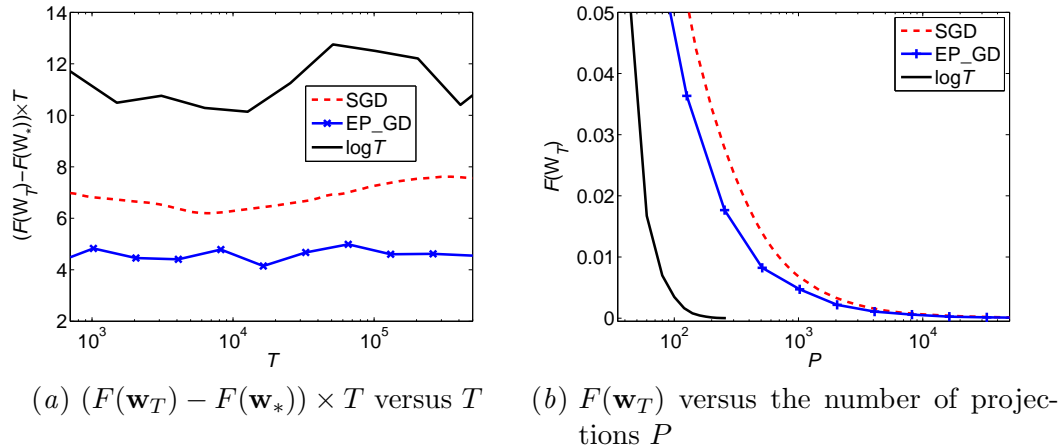 14
12
10
8
6
4
2
(F(W_T)−F(W_*))×T
SGD
EP_GD
logT
10^3
10^4
10^5
T
(a) (F(w_T) − F(w_*)) × T versus T
0.05
0.04
0.03
0.02
0.01
0
F(W_T)
SGD
EP_GD
logT
10^2
10^3
10^4
P
(b) F(w_T) versus the number of projec-
tions P